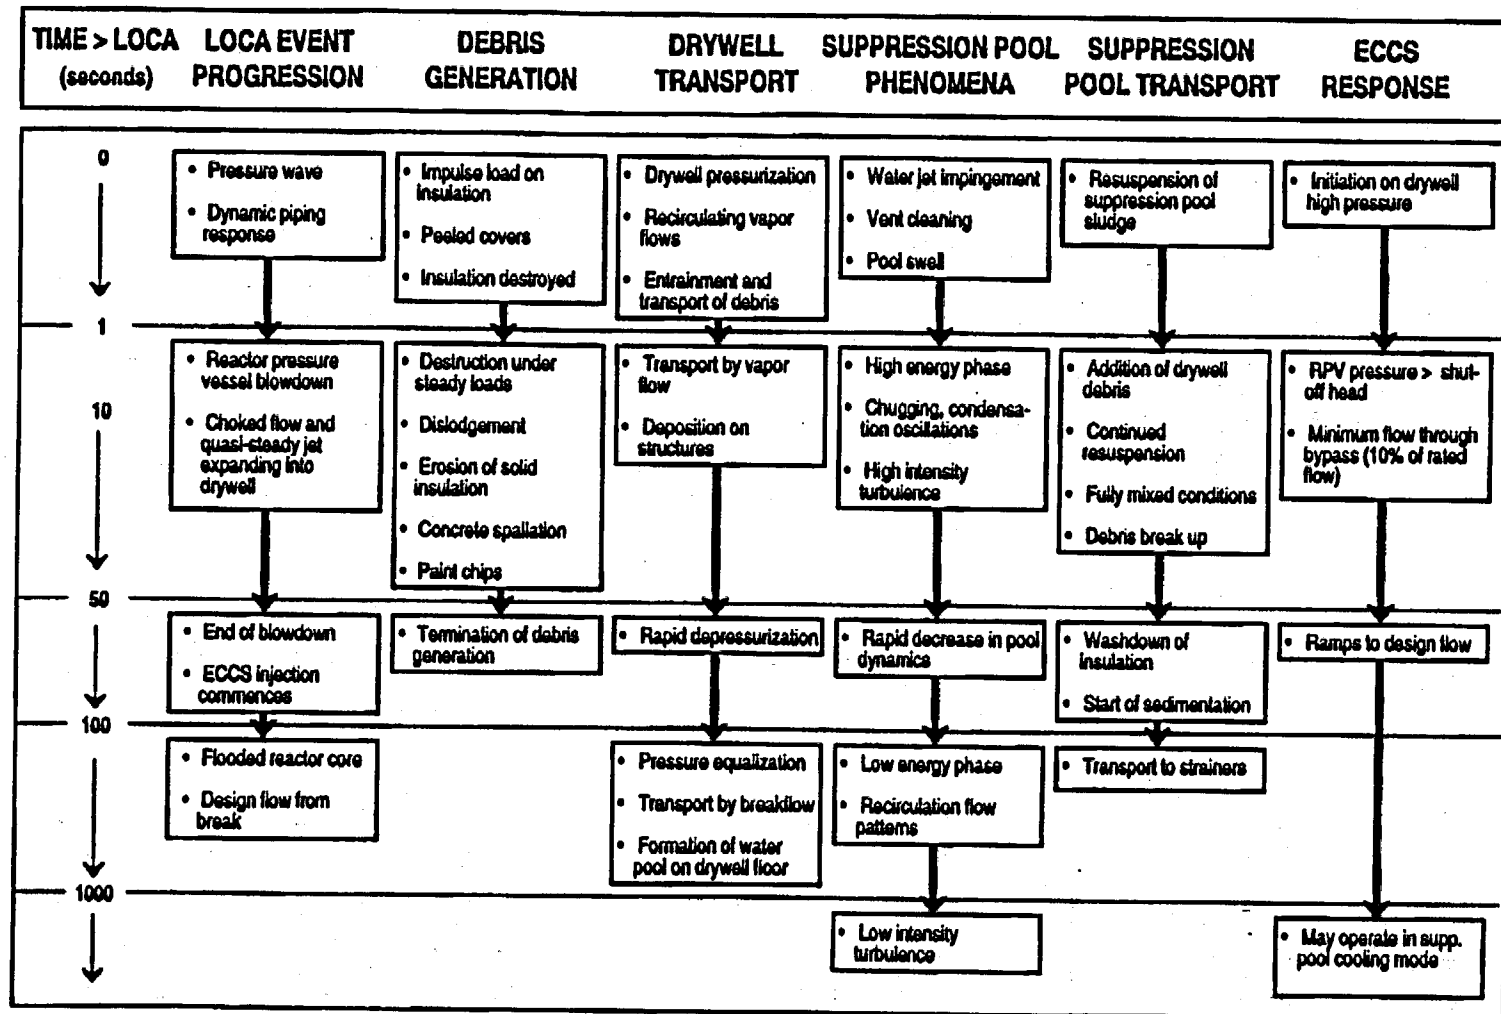 TIME > LOCA
(seconds)
LOCA EVENT
PROGRESSION
DEBRIS
GENERATION
DRYWELL
TRANSPORT
SUPPRESSION POOL
PHENOMENA
SUPPRESSION
POOL TRANSPORT
ECCS
RESPONSE
0
• Pressure wave
• Dynamic piping
response
• Impulse load on
insulation
• Peeled covers
• Insulation destroyed
• Drywell pressurization
• Recirculating vapor
flows
• Entrainment and
transport of debris
• Water jet impingement
• Vent cleaning
• Pool swell
• Resuspension of
suppression pool
sludge
• Initiation on drywell
high pressure
1
10
• Reactor pressure
vessel blowdown
• Choked flow and
quasi-steady jet
expanding into
drywell
• Destruction under
steady loads
• Dislodgement
• Erosion of solid
insulation
• Concrete spallation
• Paint chips
• Transport by vapor
flow
• Deposition on
structures
• High energy phase
• Chugging, condensa-
tion oscillations
• High intensity
turbulence
• Addition of drywell
debris
• Continued
resuspension
• Fully mixed conditions
• Debris break up
• RPV pressure > shut-
off head
• Minimum flow through
bypass (10% of rated
flow)
50
• End of blowdown
• ECCS injection
commences
• Termination of debris
generation
• Rapid depressurization
• Rapid decrease in pool
dynamics
• Washdown of
insulation
• Start of sedimentation
• Ramps to design flow
100
• Flooded reactor core
• Design flow from
break
• Pressure equalization
• Transport by breakflow
• Formation of water
pool on drywell floor
• Low energy phase
• Recirculation flow
patterns
• Transport to strainers
1000
• Low intensity
turbulence
• May operate in supp.
pool cooling mode